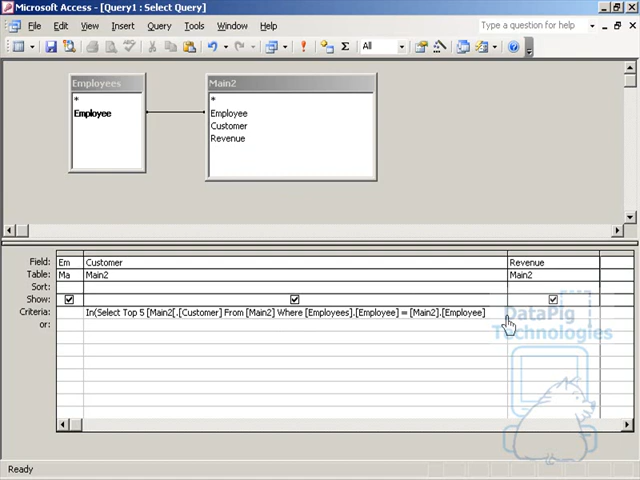 Microsoft Access - [Query1 : Select Query]
File Edit View Insert Query Tools Window Help Type a question for help
All
Employees
*
Employee
Main2
*
Employee
Customer
Revenue
Field: Em Customer Revenue
Table: Ma Main2 Main2
Sort:
Show:
Criteria: In(Select Top 5 [Main2[.[Customer] From [Main2] Where [Employees].[Employee] = [Main2].[Employee]
or:
DataPig
Technologies
Ready